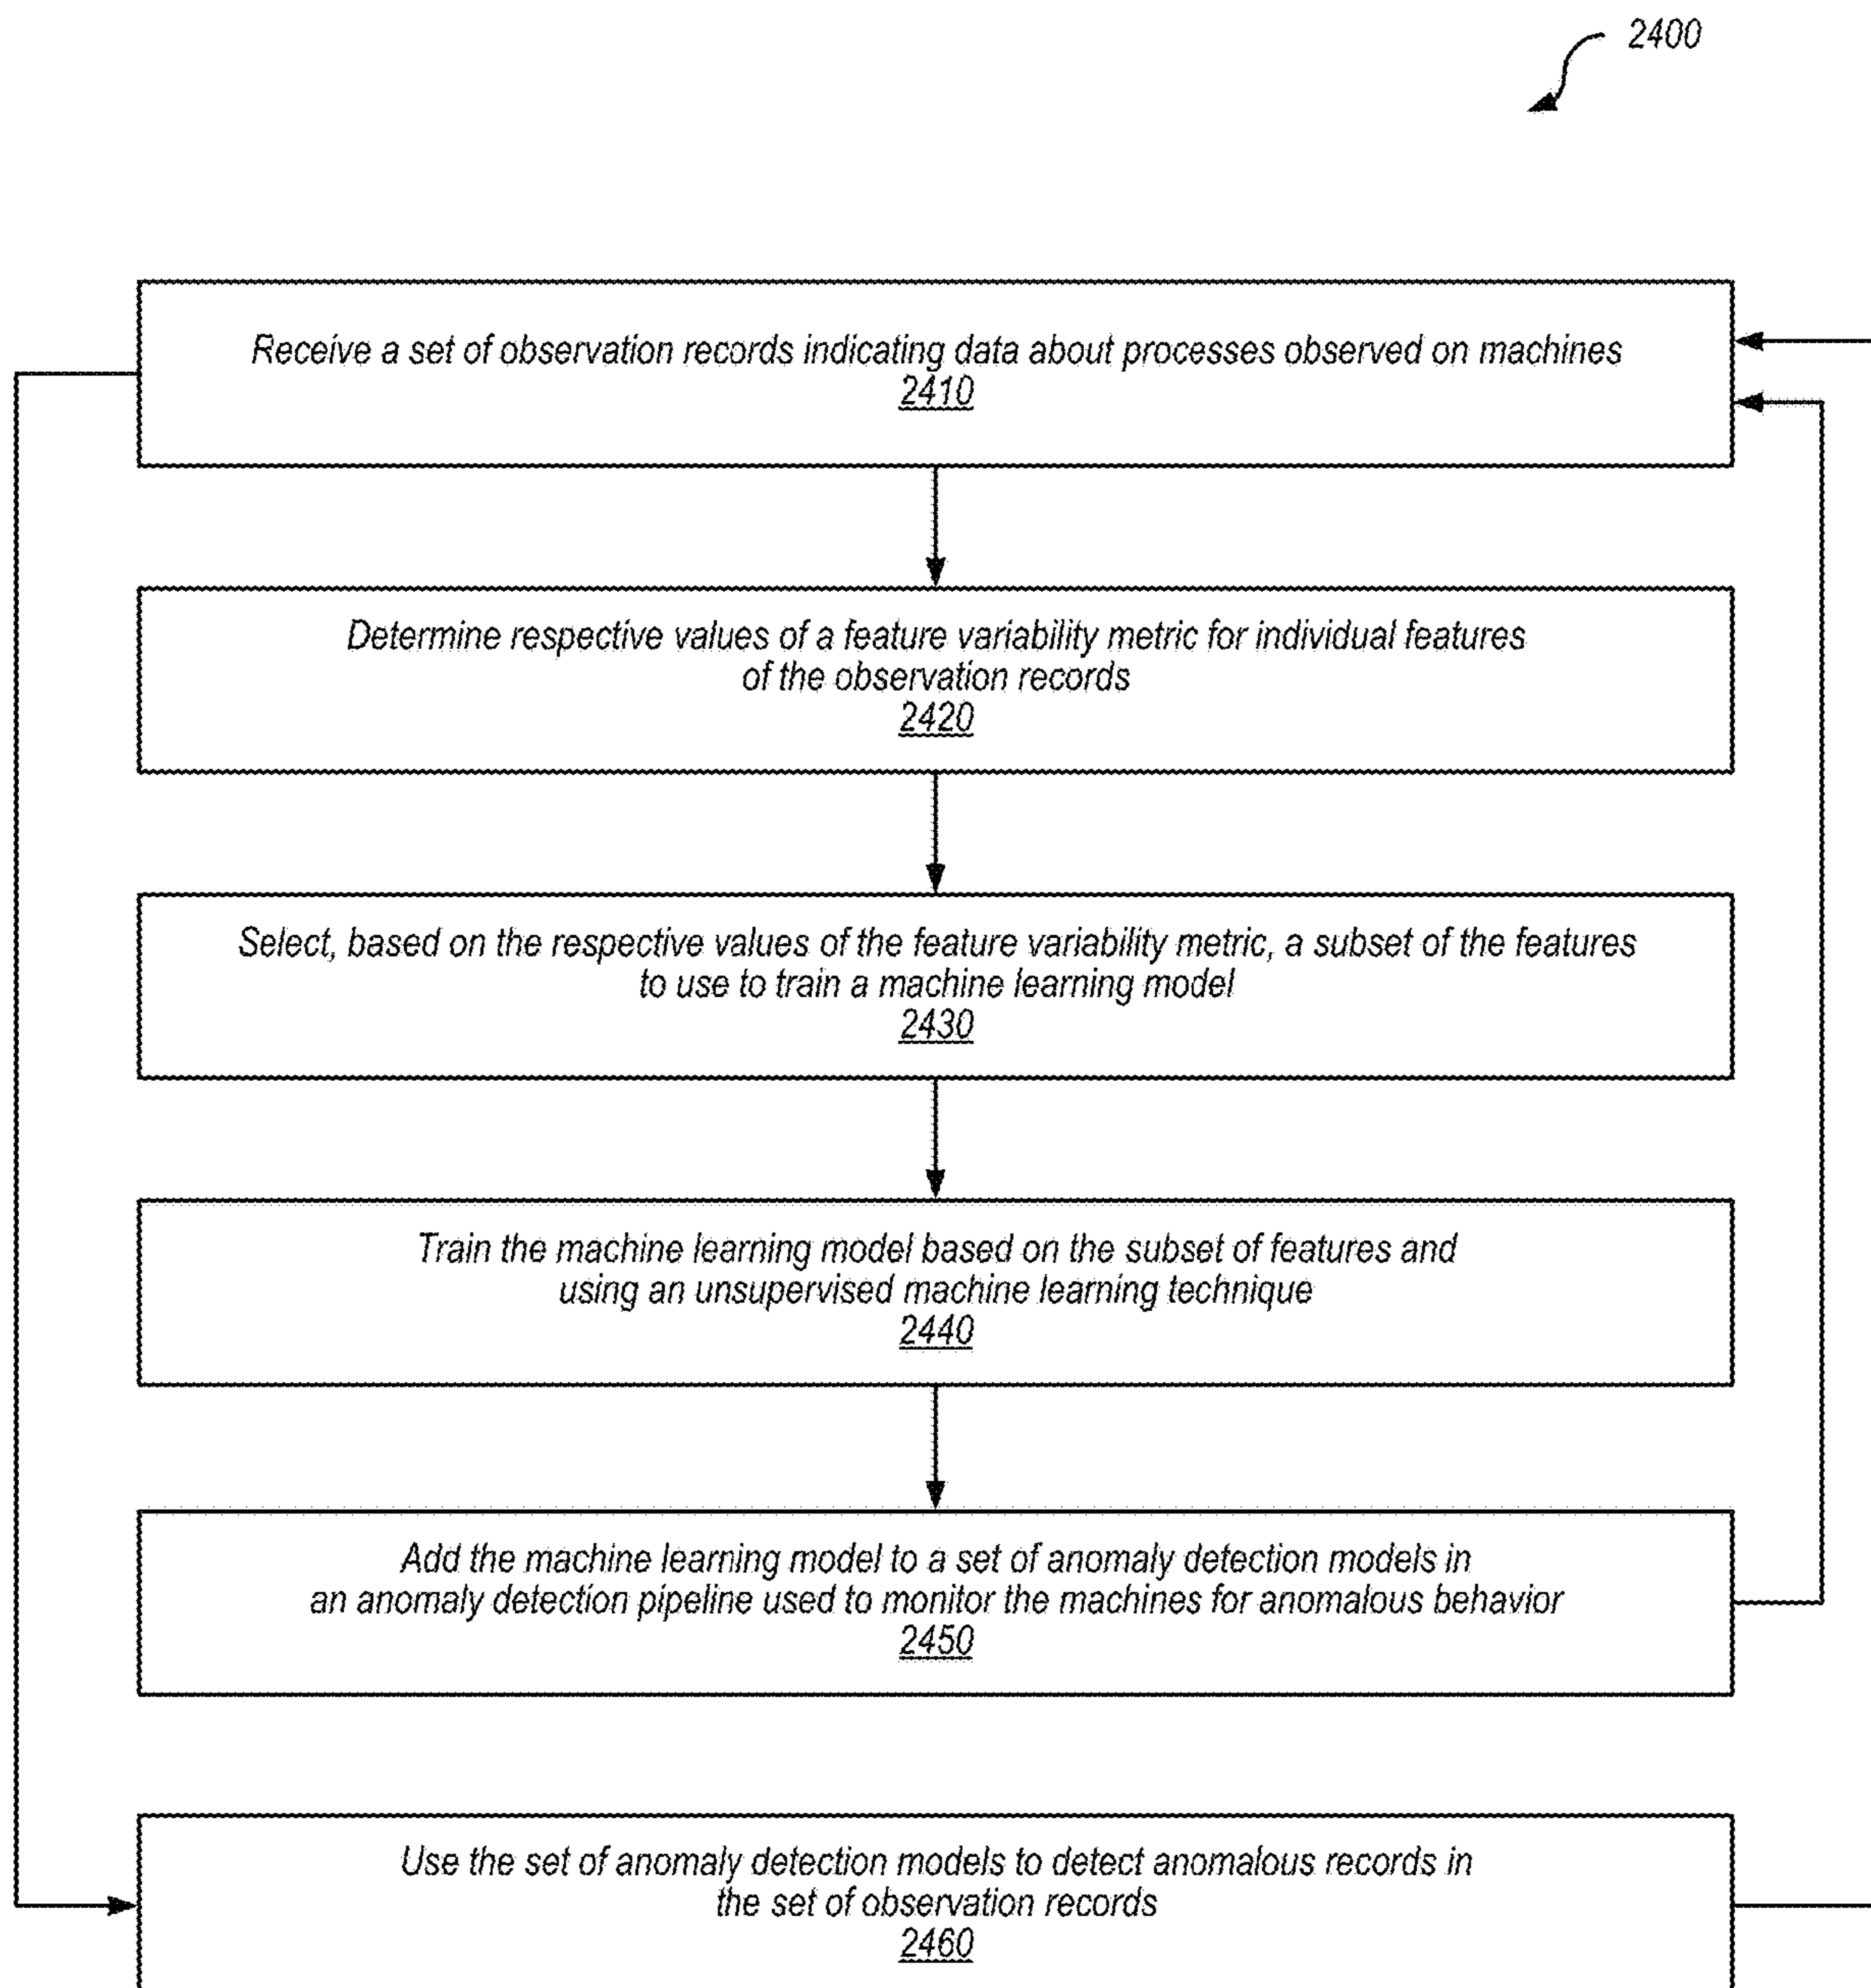 2400
Receive a set of observation records indicating data about processes observed on machines
2410
Determine respective values of a feature variability metric for individual features
of the observation records
2420
Select, based on the respective values of the feature variability metric, a subset of the features
to use to train a machine learning model
2430
Train the machine learning model based on the subset of features and
using an unsupervised machine learning technique
2440
Add the machine learning model to a set of anomaly detection models in
an anomaly detection pipeline used to monitor the machines for anomalous behavior
2450
Use the set of anomaly detection models to detect anomalous records in
the set of observation records
2460